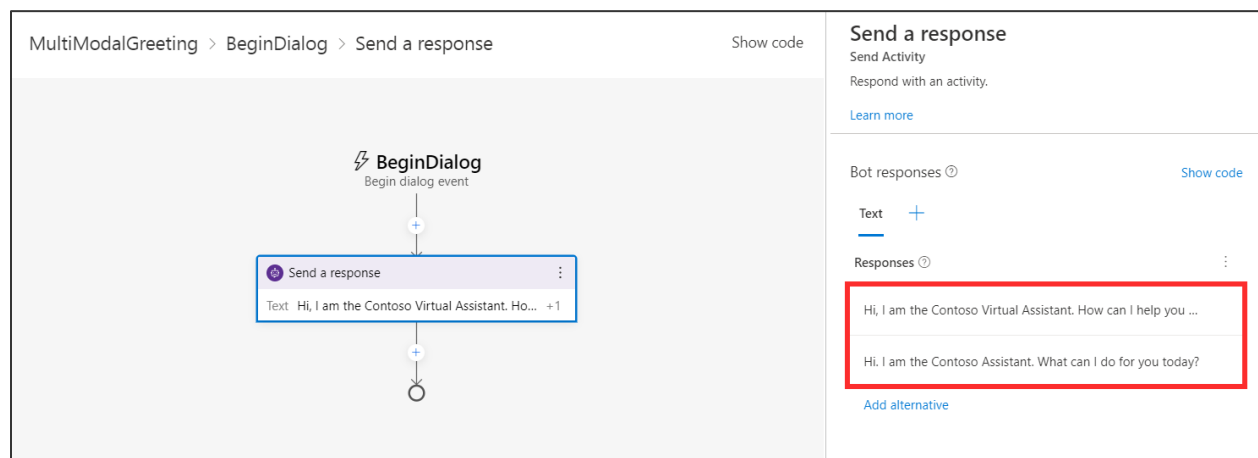 MultiModalGreeting > BeginDialog > Send a response
Show code
BeginDialog
Begin dialog event
Send a response
Text Hi, I am the Contoso Virtual Assistant. Ho... +1
Send a response
Send Activity
Respond with an activity.
Learn more
Bot responses
Show code
Text
Responses
Hi, I am the Contoso Virtual Assistant. How can I help you ...
Hi. I am the Contoso Assistant. What can I do for you today?
Add alternative